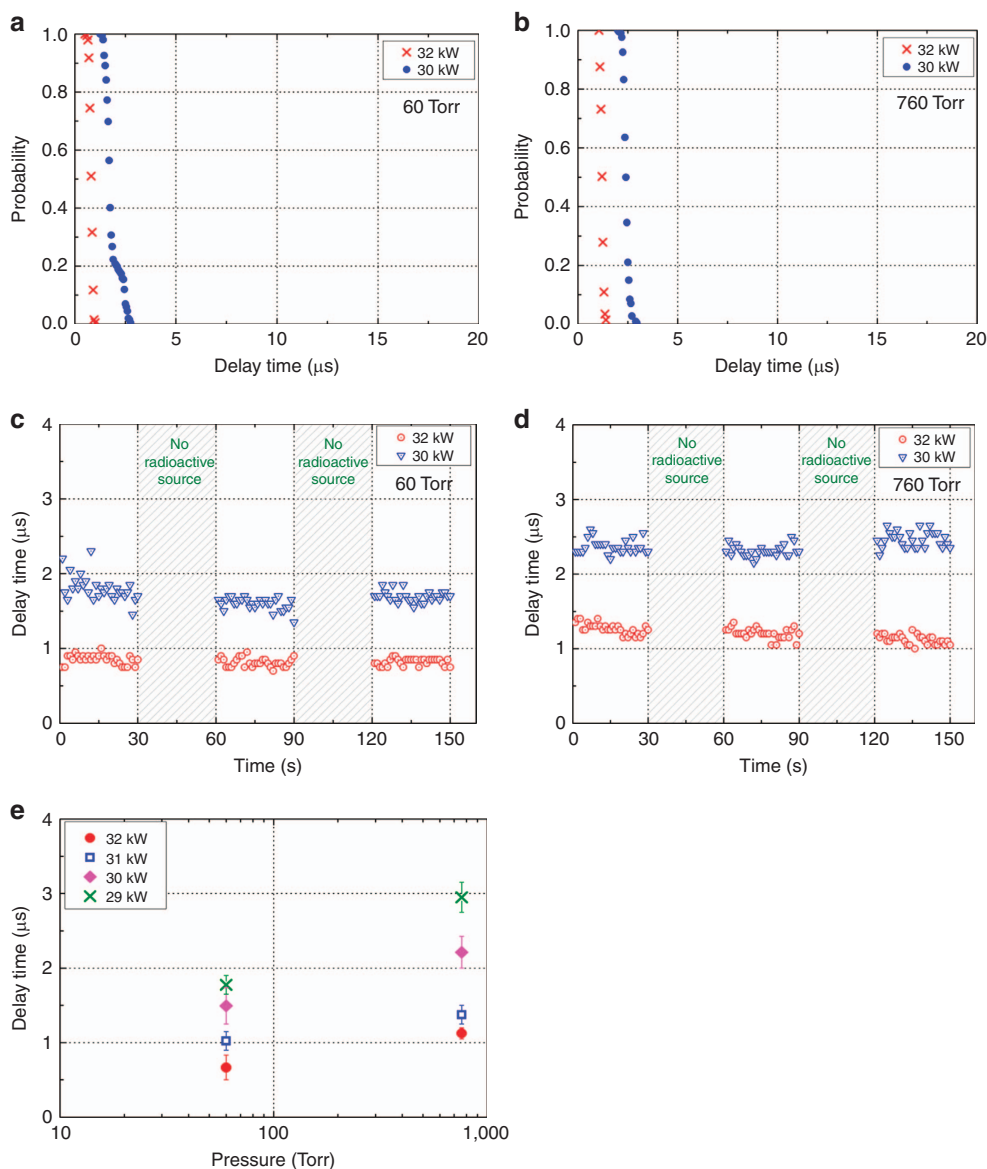 a
1.0
0.8
0.6
0.4
0.2
0.0
Probability
32 kW
30 kW
60 Torr
0
5
10
15
20
Delay time (μs)
b
1.0
0.8
0.6
0.4
0.2
0.0
Probability
32 kW
30 kW
760 Torr
0
5
10
15
20
Delay time (μs)
c
4
3
2
1
0
Delay time (μs)
No
radioactive
source
No
radioactive
source
32 kW
30 kW
60 Torr
0
30
60
90
120
150
Time (s)
d
4
3
2
1
0
Delay time (μs)
No
radioactive
source
No
radioactive
source
32 kW
30 kW
760 Torr
0
30
60
90
120
150
Time (s)
e
4
3
2
1
0
Delay time (μs)
32 kW
31 kW
30 kW
29 kW
10
100
1,000
Pressure (Torr)